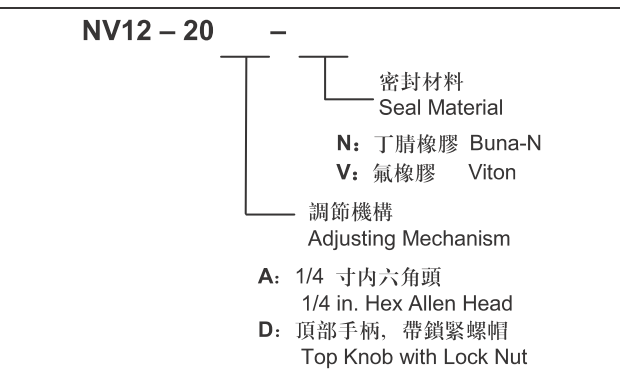 NV12 – 20 –
密封材料
Seal Material
N：丁腈橡膠 Buna-N
V：氟橡膠 Viton
調節機構
Adjusting Mechanism
A：1/4 寸内六角頭
1/4 in. Hex Allen Head
D：頂部手柄，帶鎖緊螺帽
Top Knob with Lock Nut